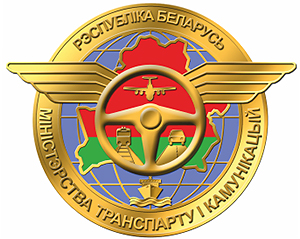 РЭСПУБЛІКА БЕЛАРУСЬ
МІНІСТЭРСТВА ТРАНСПАРТУ І КАМУНІКАЦЫЙ